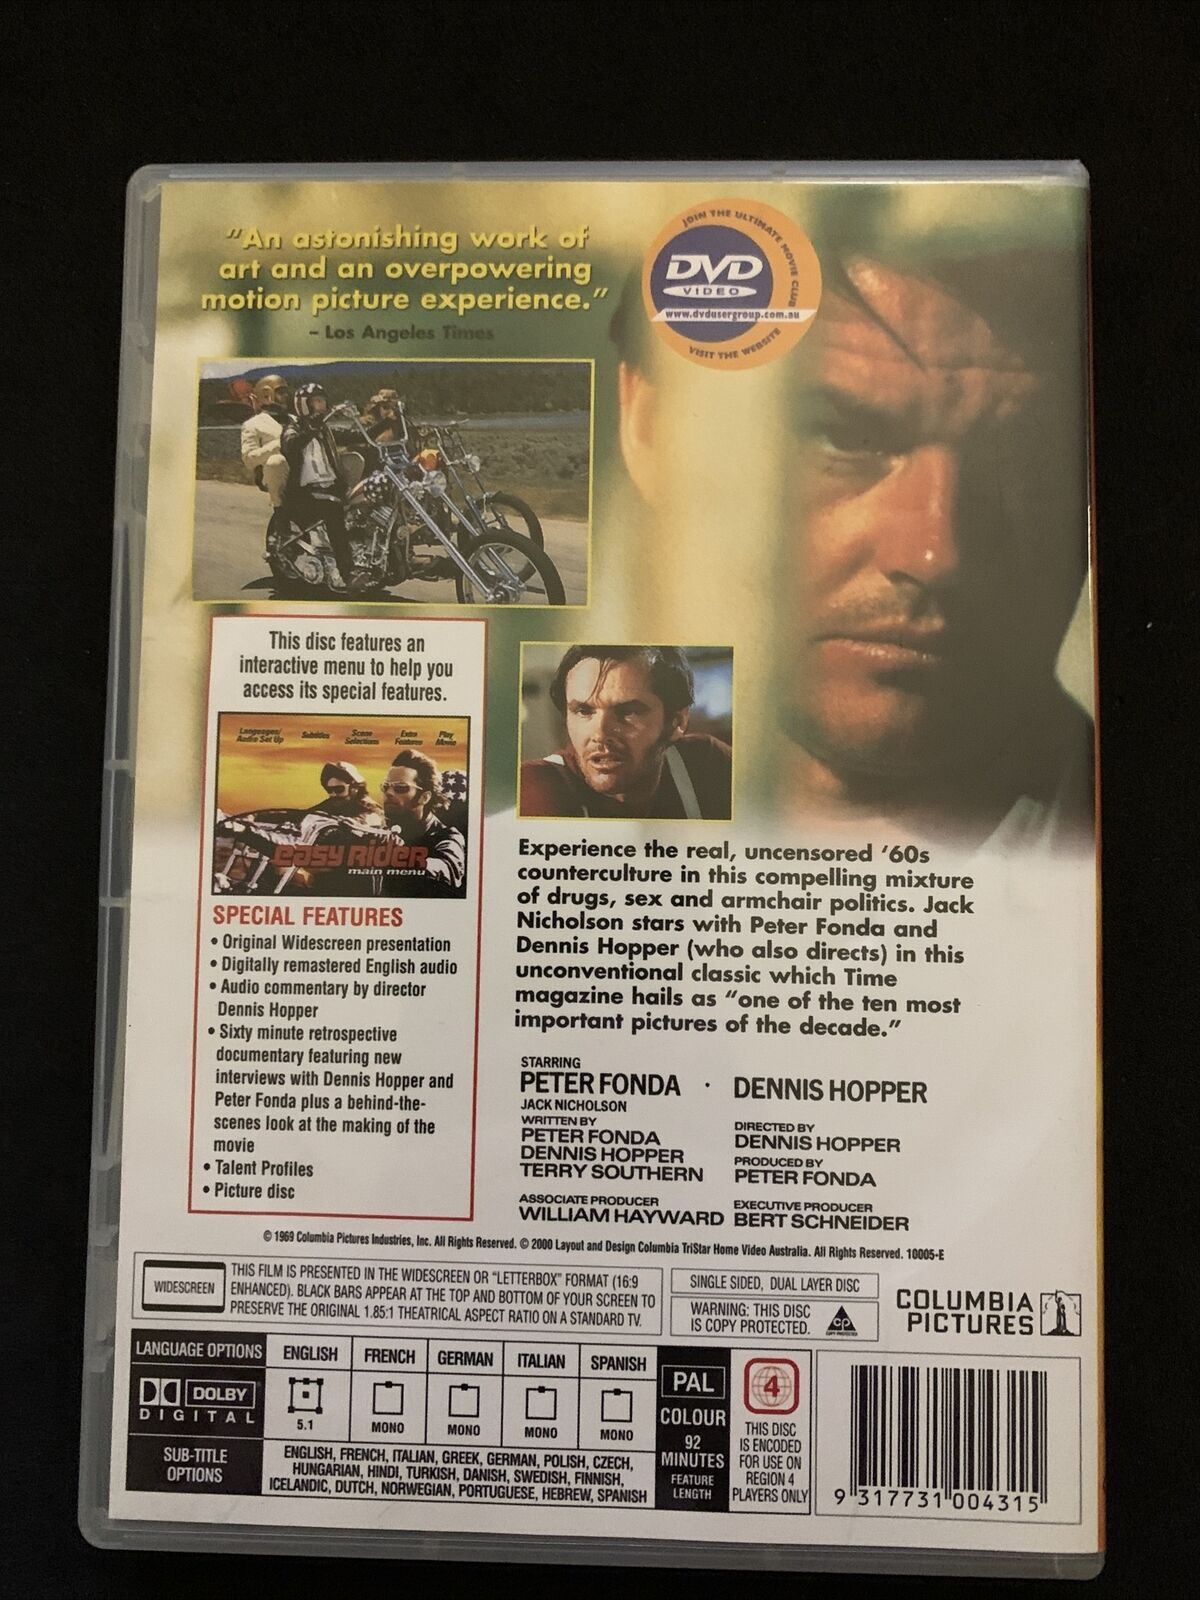 "An astonishing work of
art and an overpowering
motion picture experience."
– Los Angeles Times
JOIN THE ULTIMATE MOVIE CLUB
DVD
VIDEO
www.dvdusergroup.com.au
VISIT THE WEBSITE
This disc features an
interactive menu to help you
access its special features.
Languages/ Audio Set Up
Subtitles
Scene Selections
Extra Features
Play Movie
easy rider
main menu
SPECIAL FEATURES
• Original Widescreen presentation
• Digitally remastered English audio
• Audio commentary by director
Dennis Hopper
• Sixty minute retrospective
documentary featuring new
interviews with Dennis Hopper and
Peter Fonda plus a behind-the-
scenes look at the making of the
movie
• Talent Profiles
• Picture disc
Experience the real, uncensored '60s
counterculture in this compelling mixture
of drugs, sex and armchair politics. Jack
Nicholson stars with Peter Fonda and
Dennis Hopper (who also directs) in this
unconventional classic which Time
magazine hails as "one of the ten most
important pictures of the decade."
STARRING
PETER FONDA · DENNIS HOPPER
JACK NICHOLSON
WRITTEN BY
PETER FONDA
DENNIS HOPPER
TERRY SOUTHERN
DIRECTED BY
DENNIS HOPPER
PRODUCED BY
PETER FONDA
ASSOCIATE PRODUCER
WILLIAM HAYWARD
EXECUTIVE PRODUCER
BERT SCHNEIDER
© 1969 Columbia Pictures Industries, Inc. All Rights Reserved. © 2000 Layout and Design Columbia TriStar Home Video Australia. All Rights Reserved. 10005-E
WIDESCREEN
THIS FILM IS PRESENTED IN THE WIDESCREEN OR "LETTERBOX" FORMAT (16:9
ENHANCED). BLACK BARS APPEAR AT THE TOP AND BOTTOM OF YOUR SCREEN TO
PRESERVE THE ORIGINAL 1.85:1 THEATRICAL ASPECT RATIO ON A STANDARD TV.
SINGLE SIDED, DUAL LAYER DISC
WARNING: THIS DISC
IS COPY PROTECTED.
cp
COPY PROTECTED
COLUMBIA
PICTURES
LANGUAGE OPTIONS
DOLBY
DIGITAL
ENGLISH
5.1
FRENCH
MONO
GERMAN
MONO
ITALIAN
MONO
SPANISH
MONO
SUB-TITLE
OPTIONS
ENGLISH, FRENCH, ITALIAN, GREEK, GERMAN, POLISH, CZECH,
HUNGARIAN, HINDI, TURKISH, DANISH, SWEDISH, FINNISH,
ICELANDIC, DUTCH, NORWEGIAN, PORTUGUESE, HEBREW, SPANISH
PAL
COLOUR
92
MINUTES
FEATURE
LENGTH
4
THIS DISC
IS ENCODED
FOR USE ON
REGION 4
PLAYERS ONLY
9 317731 004315